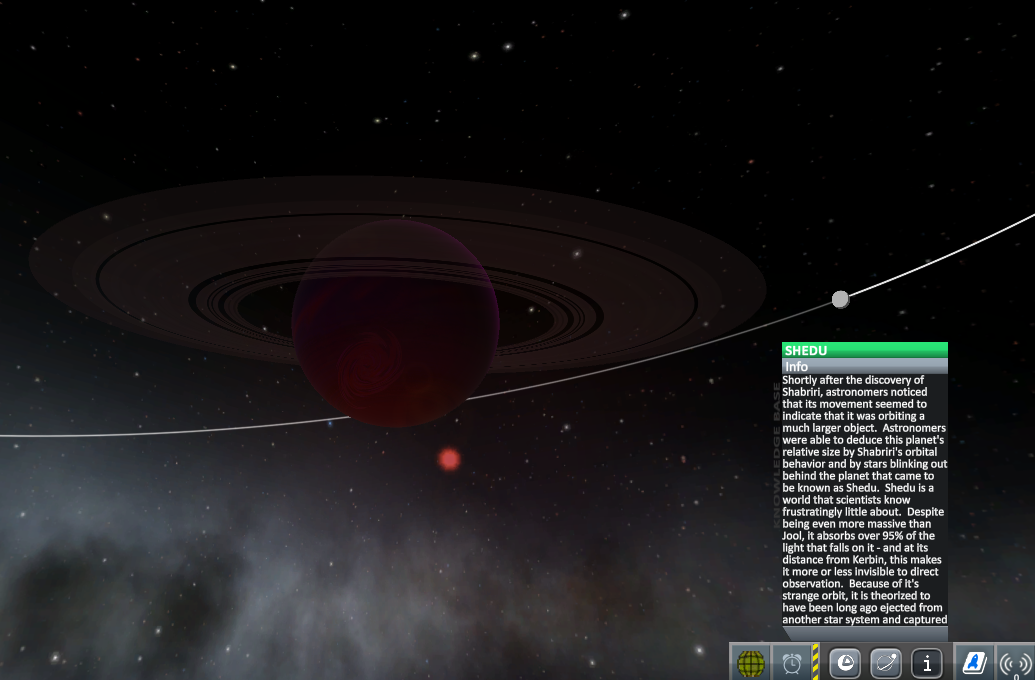 SHEDU
Info
Shortly after the discovery of
Shabriri, astronomers noticed
that its movement seemed to
indicate that it was orbiting a
much larger object.  Astronomers
were able to deduce this planet's
relative size by Shabriri's orbital
behavior and by stars blinking out
behind the planet that came to
be known as Shedu.  Shedu is a
world that scientists know
frustratingly little about.  Despite
being even more massive than
Jool, it absorbs over 95% of the
light that falls on it - and at its
distance from Kerbin, this makes
it more or less invisible to direct
observation.  Because of it's
strange orbit, it is theorized to
have been long ago ejected from
another star system and captured
KNOWLEDGE BASE